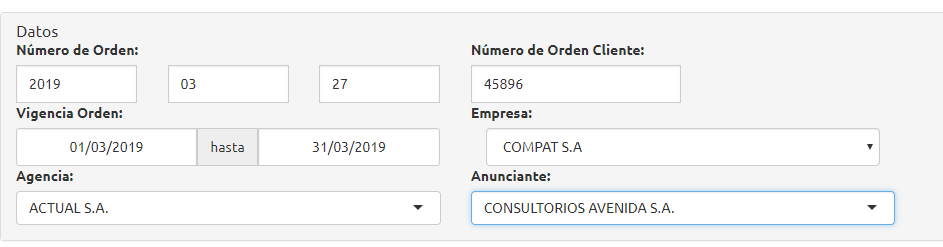 Datos
Número de Orden: Número de Orden Cliente:
2019 03 27 45896
Vigencia Orden: Empresa:
01/03/2019 hasta 31/03/2019 COMPAT S.A
Agencia: Anunciante:
ACTUAL S.A. CONSULTORIOS AVENIDA S.A.